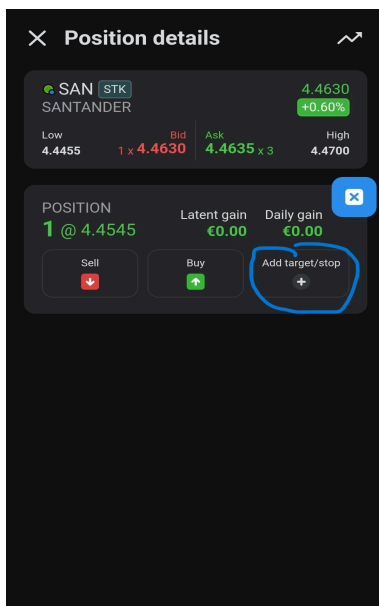 Position details
SAN STK 4.4630
SANTANDER +0.60%
Low Bid Ask High
4.4455 1 x 4.4630 4.4635 x 3 4.4700
POSITION
Latent gain Daily gain
1 @ 4.4545 €0.00 €0.00
Sell Buy Add target/stop